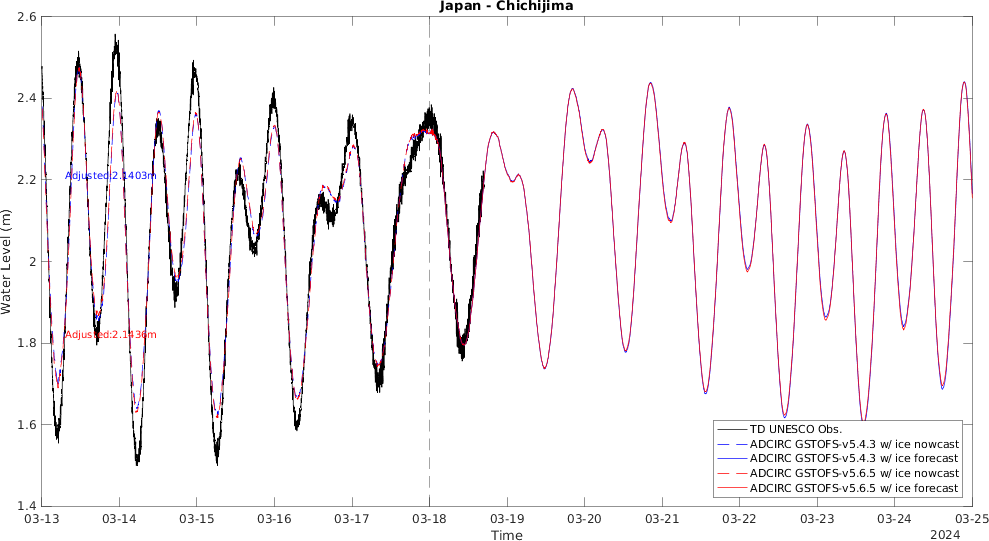 Japan - Chichijima
2.6
2.4
2.2
2
1.8
1.6
1.4
Water Level (m)
Adjusted:2.1403m
Adjusted:2.1436m
TD UNESCO Obs.
ADCIRC GSTOFS-v5.4.3 w/ ice nowcast
ADCIRC GSTOFS-v5.4.3 w/ ice forecast
ADCIRC GSTOFS-v5.6.5 w/ ice nowcast
ADCIRC GSTOFS-v5.6.5 w/ ice forecast
03-13 03-14 03-15 03-16 03-17 03-18 03-19 03-20 03-21 03-22 03-23 03-24 03-25
Time
2024